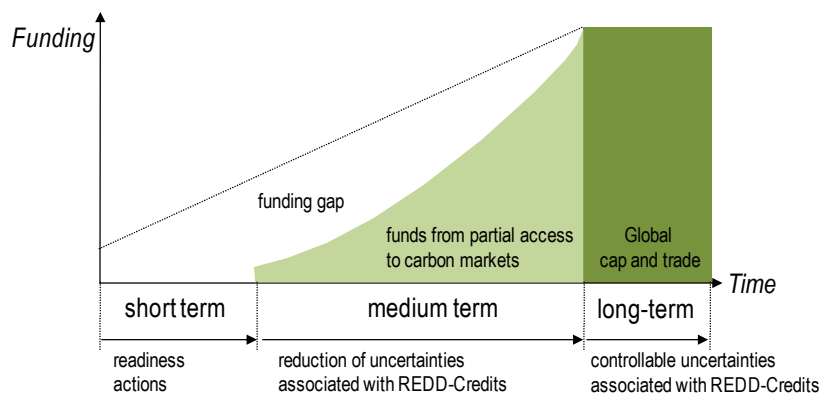 Funding
funding gap
funds from partial access
to carbon markets
Global
cap and trade
Time
short term
medium term
long-term
readiness
actions
reduction of uncertainties
associated with REDD-Credits
controllable uncertainties
associated with REDD-Credits